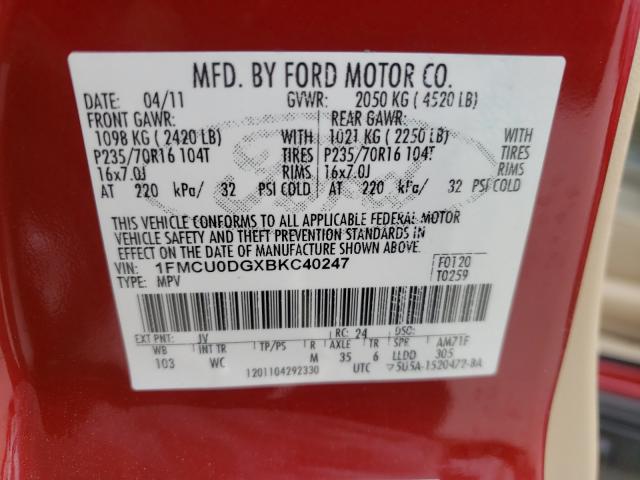 MFD. BY FORD MOTOR CO.
DATE: 04/11 GVWR: 2050 KG ( 4520 LB)
FRONT GAWR: REAR GAWR:
1098 KG ( 2420 LB) WITH 1021 KG ( 2250 LB) WITH
P235/70R16 104T TIRES P235/70R16 104T TIRES
16x7.0J RIMS 16x7.0J RIMS
AT 220 kPa/ 32 PSI COLD AT 220 kPa/ 32 PSI COLD
THIS VEHICLE CONFORMS TO ALL APPLICABLE FEDERAL MOTOR
VEHICLE SAFETY AND THEFT PREVENTION STANDARDS IN
EFFECT ON THE DATE OF MANUFACTURE SHOWN ABOVE.
VIN: 1FMCU0DGXBKC40247 F0120
TYPE: MPV T0259
EXT PNT: JV RC: 24 DSO:
WB INT TR TP/PS R AXLE TR SPR AM71F
103 WC M 35 6 LLDD 305
1201104292330 UTC 5U5A-1520472-BA